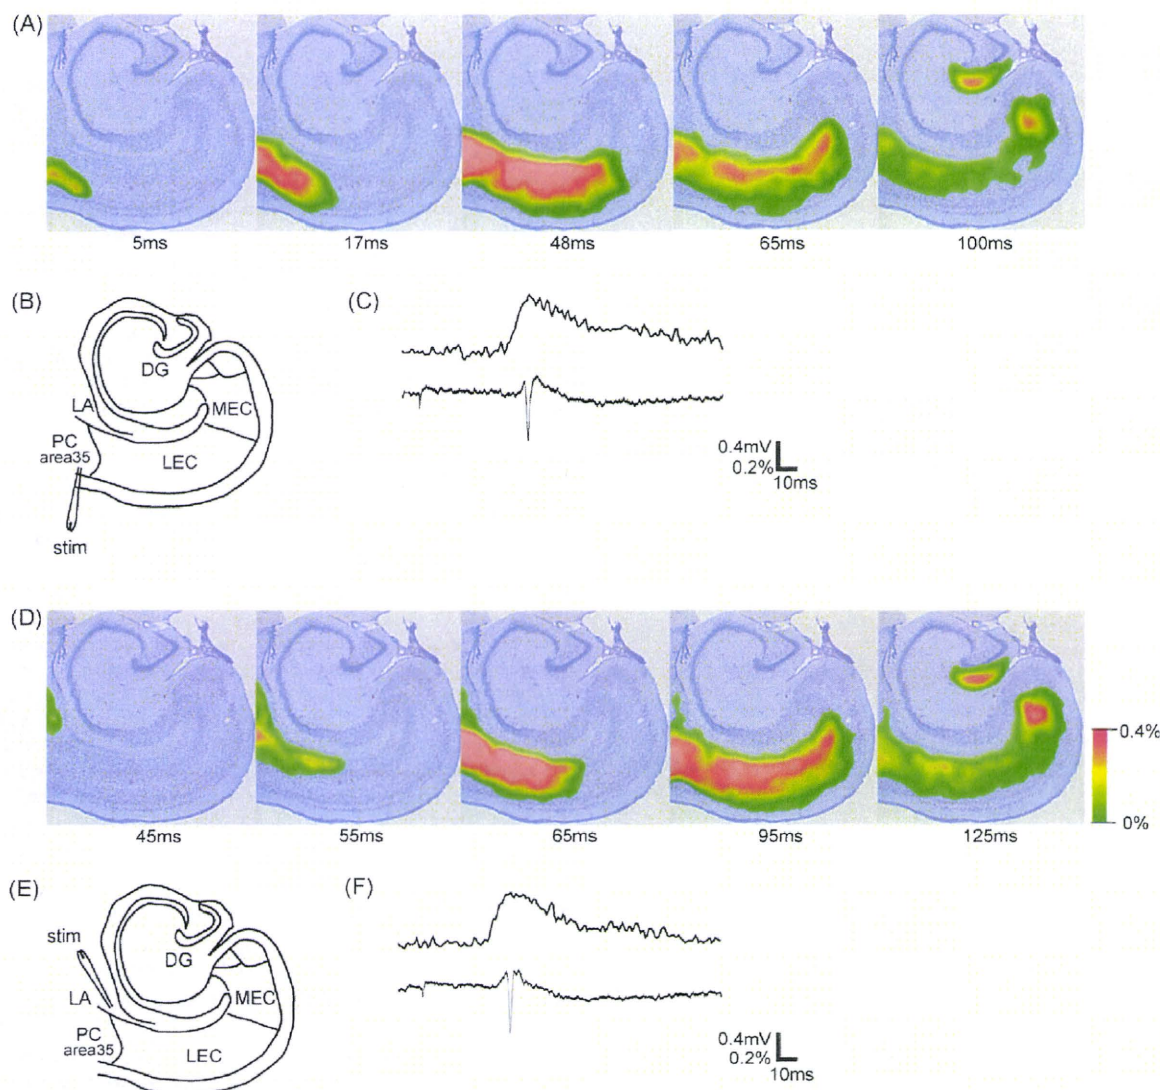 (A)
5ms 17ms 48ms 65ms 100ms
(B)
DG
LA
MEC
PC
area35
LEC
stim
(C)
0.4mV
0.2%
10ms
(D)
0.4%
0%
45ms 55ms 65ms 95ms 125ms
(E)
stim
DG
LA
MEC
PC
area35
LEC
(F)
0.4mV
0.2%
10ms